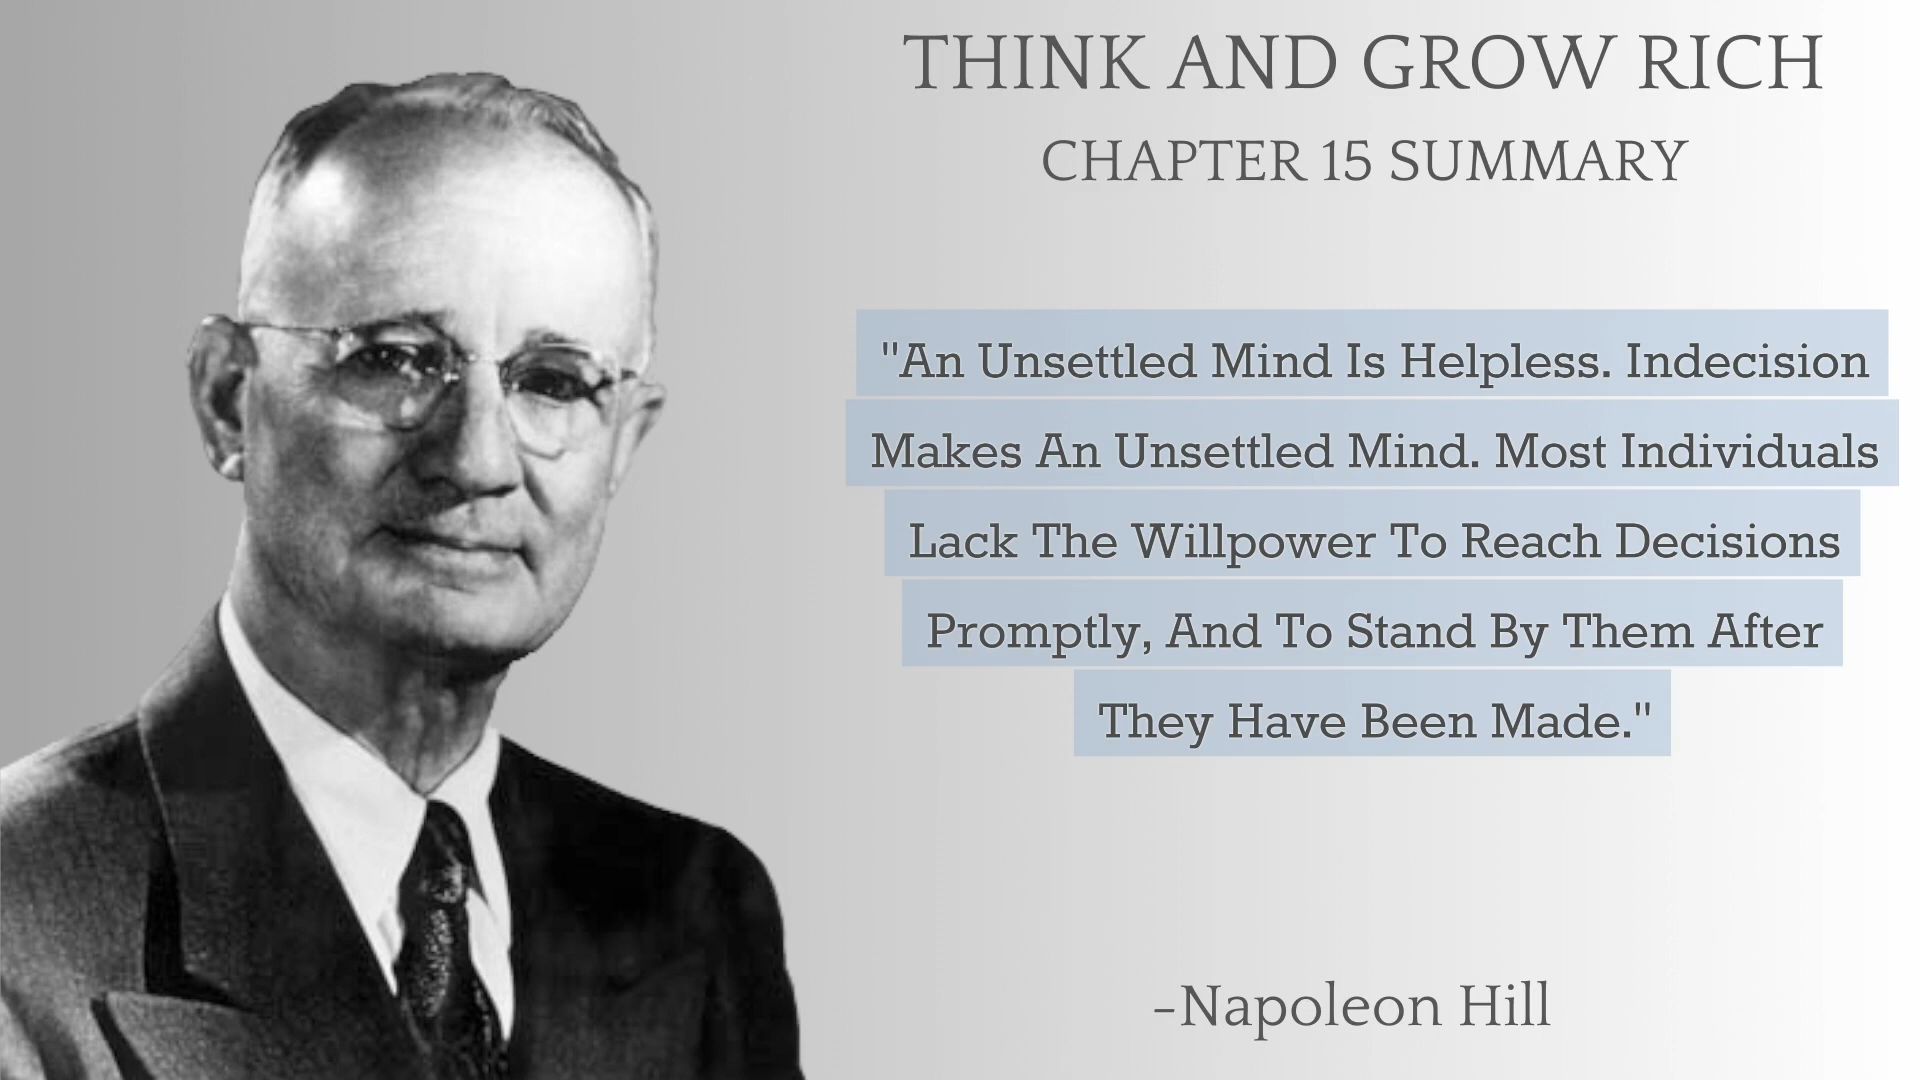 THINK AND GROW RICH
CHAPTER 15 SUMMARY
"An Unsettled Mind Is Helpless. Indecision
Makes An Unsettled Mind. Most Individuals
Lack The Willpower To Reach Decisions
Promptly, And To Stand By Them After
They Have Been Made."
-Napoleon Hill